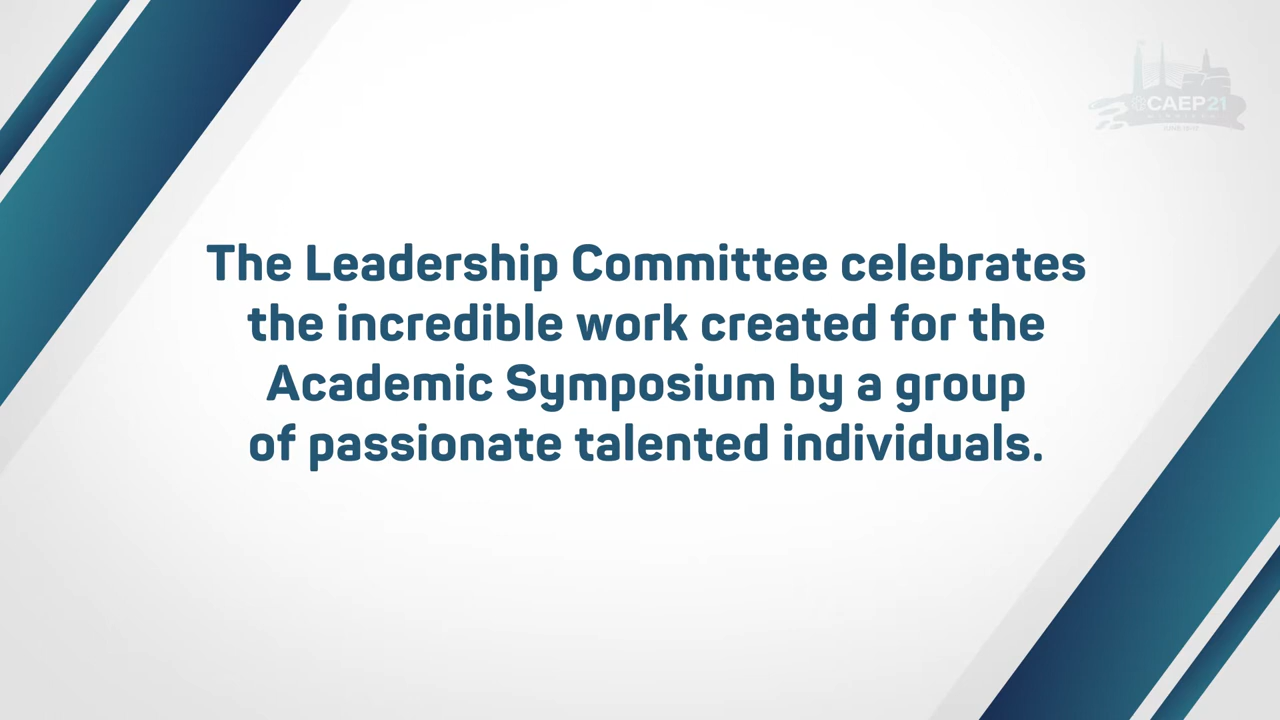 CAEP21
The Leadership Committee celebrates
the incredible work created for the
Academic Symposium by a group
of passionate talented individuals.